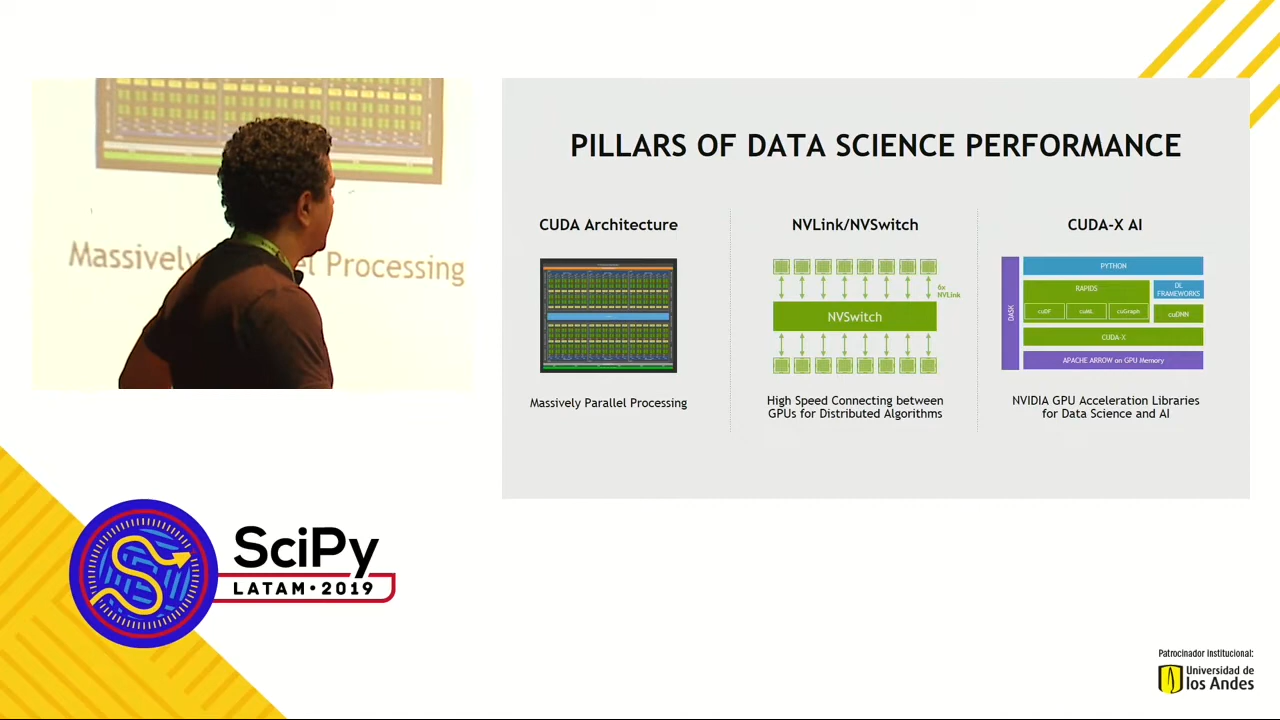 Massively
l Processing
PILLARS OF DATA SCIENCE PERFORMANCE
CUDA Architecture
Massively Parallel Processing
NVLink/NVSwitch
6x
NVLink
NVSwitch
High Speed Connecting between
GPUs for Distributed Algorithms
CUDA-X AI
DASK
PYTHON
RAPIDS
DL
FRAMEWORKS
cuDF
cuML
cuGraph
cuDNN
CUDA-X
APACHE ARROW on GPU Memory
NVIDIA GPU Acceleration Libraries
for Data Science and AI
SciPy
LATAM • 2019
Patrocinador Institucional:
Universidad de
los Andes